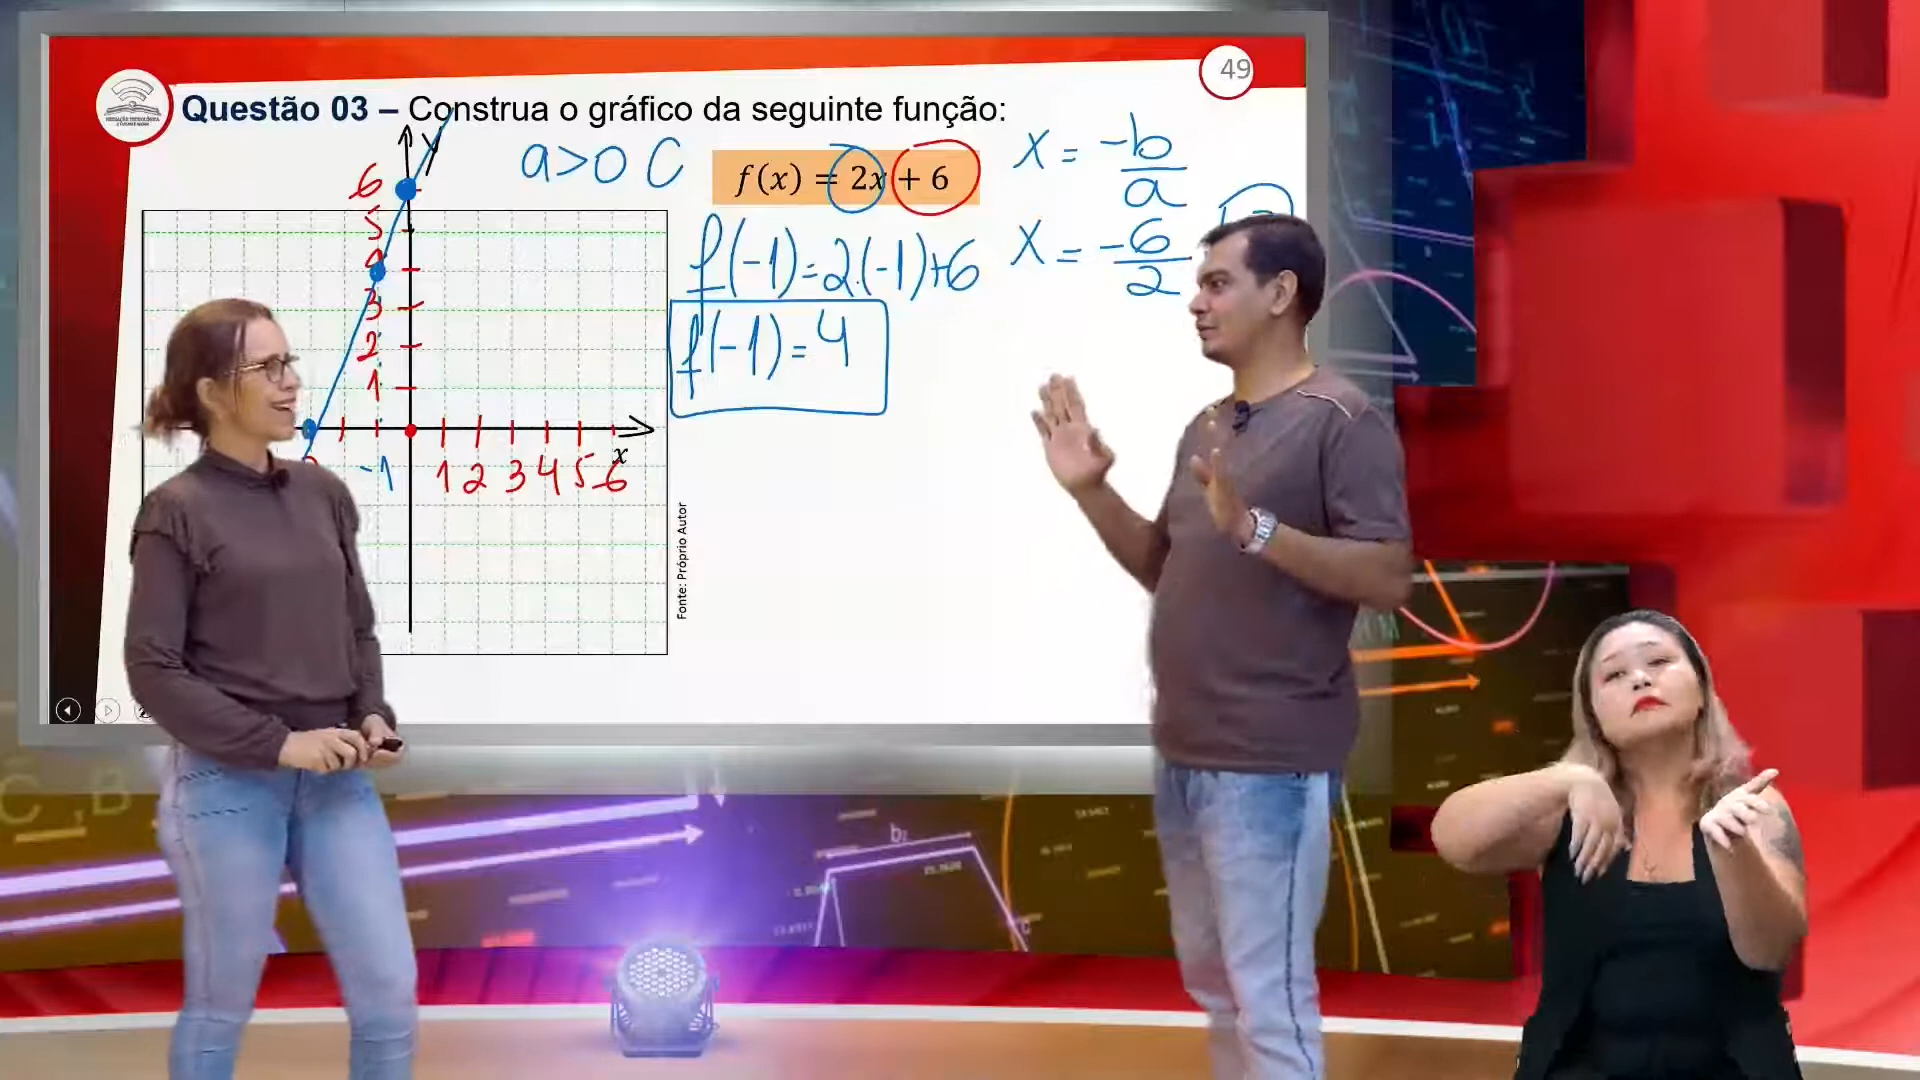 49
Questão 03 – Construa o gráfico da seguinte função:
y
a>0 C
f(x) = 2x + 6
x = -b/a
x = -6/2
f(-1)=2.(-1)+6
f(-1)=4
6
5
4
3
2
1
-1 1 2 3 4 5 6
x
Fonte: Próprio Autor
b₂
C
C , B